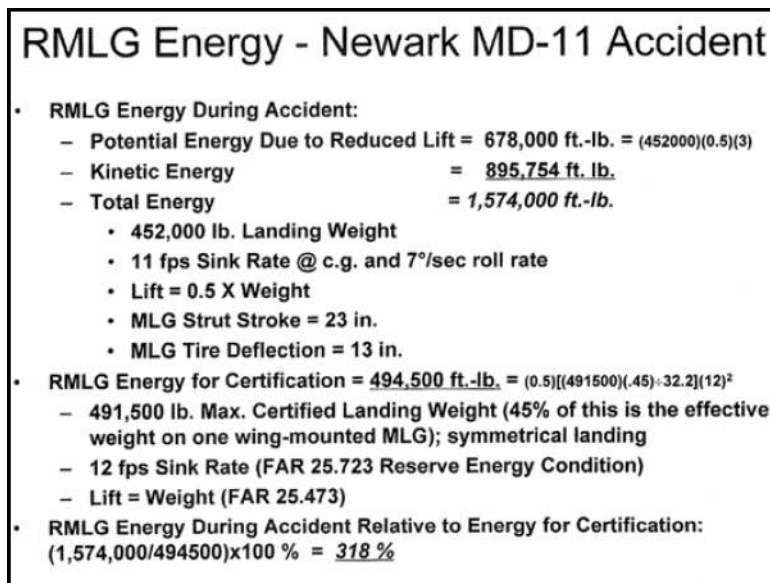 RMLG Energy - Newark MD-11 Accident
• RMLG Energy During Accident:
– Potential Energy Due to Reduced Lift = 678,000 ft.-lb. = (452000)(0.5)(3)
– Kinetic Energy = 895,754 ft. lb.
– Total Energy = 1,574,000 ft.-lb.
• 452,000 lb. Landing Weight
• 11 fps Sink Rate @ c.g. and 7°/sec roll rate
• Lift = 0.5 X Weight
• MLG Strut Stroke = 23 in.
• MLG Tire Deflection = 13 in.
• RMLG Energy for Certification = 494,500 ft.-lb. = (0.5)[(491500)(.45)÷32.2](12)²
– 491,500 lb. Max. Certified Landing Weight (45% of this is the effective
weight on one wing-mounted MLG); symmetrical landing
– 12 fps Sink Rate (FAR 25.723 Reserve Energy Condition)
– Lift = Weight (FAR 25.473)
• RMLG Energy During Accident Relative to Energy for Certification:
(1,574,000/494500)x100 % = 318 %